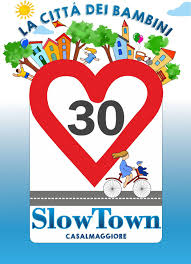 LA CITTÀ DEI BAMBINI
30
SlowTown
CASALMAGGIORE